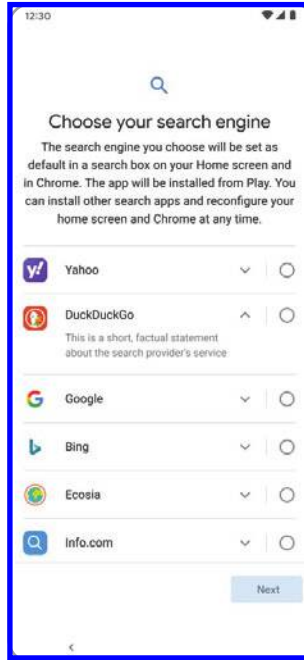 12:30
Choose your search engine
The search engine you choose will be set as
default in a search box on your Home screen and
in Chrome. The app will be installed from Play. You
can install other search apps and reconfigure your
home screen and Chrome at any time.
y! Yahoo
DuckDuckGo
This is a short, factual statement
about the search provider's service
G Google
b Bing
Ecosia
Info.com
Next